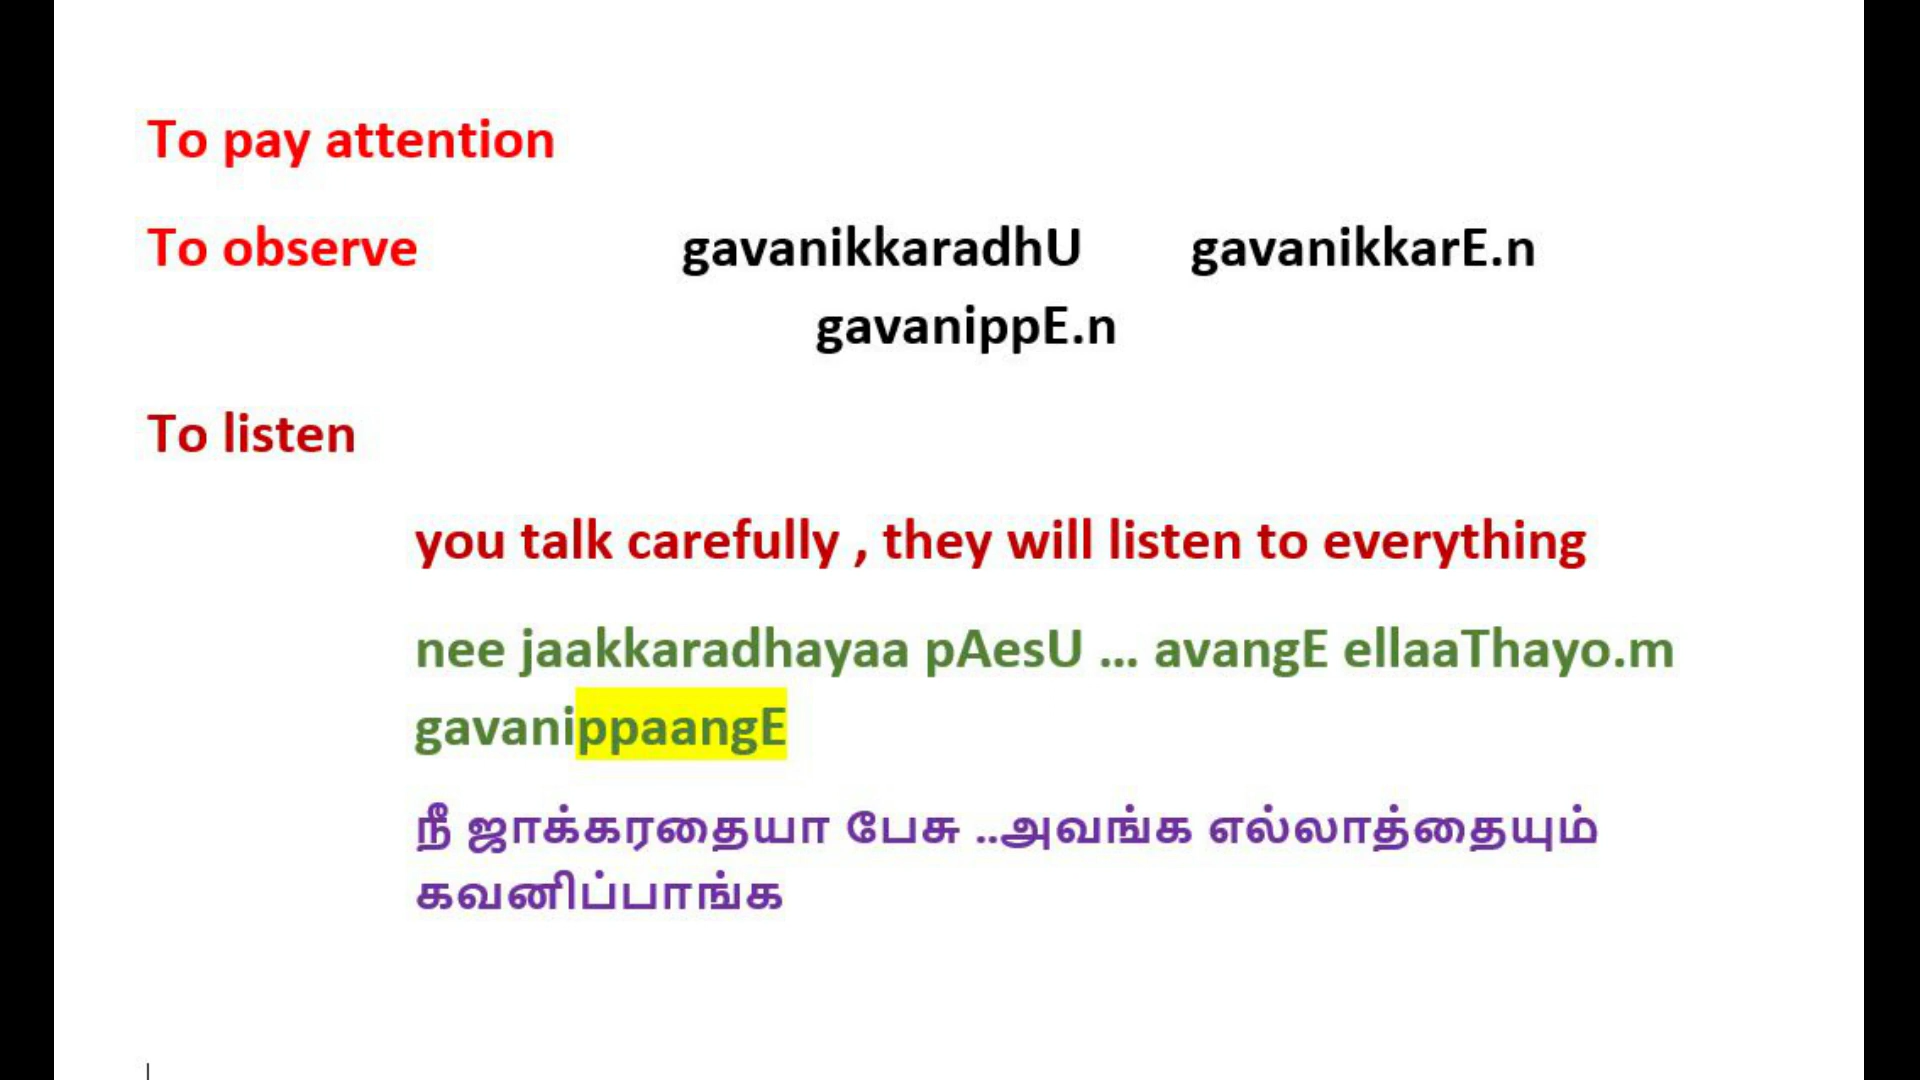 To pay attention
To observe gavanikkaradhU gavanikkarE.n
gavanippE.n
To listen
you talk carefully , they will listen to everything
nee jaakkaradhayaa pAesU ... avangE ellaaThayo.m
gavanippaangE
நீ ஜாக்கரதையா பேசு ..அவங்க எல்லாத்தையும்
கவனிப்பாங்க